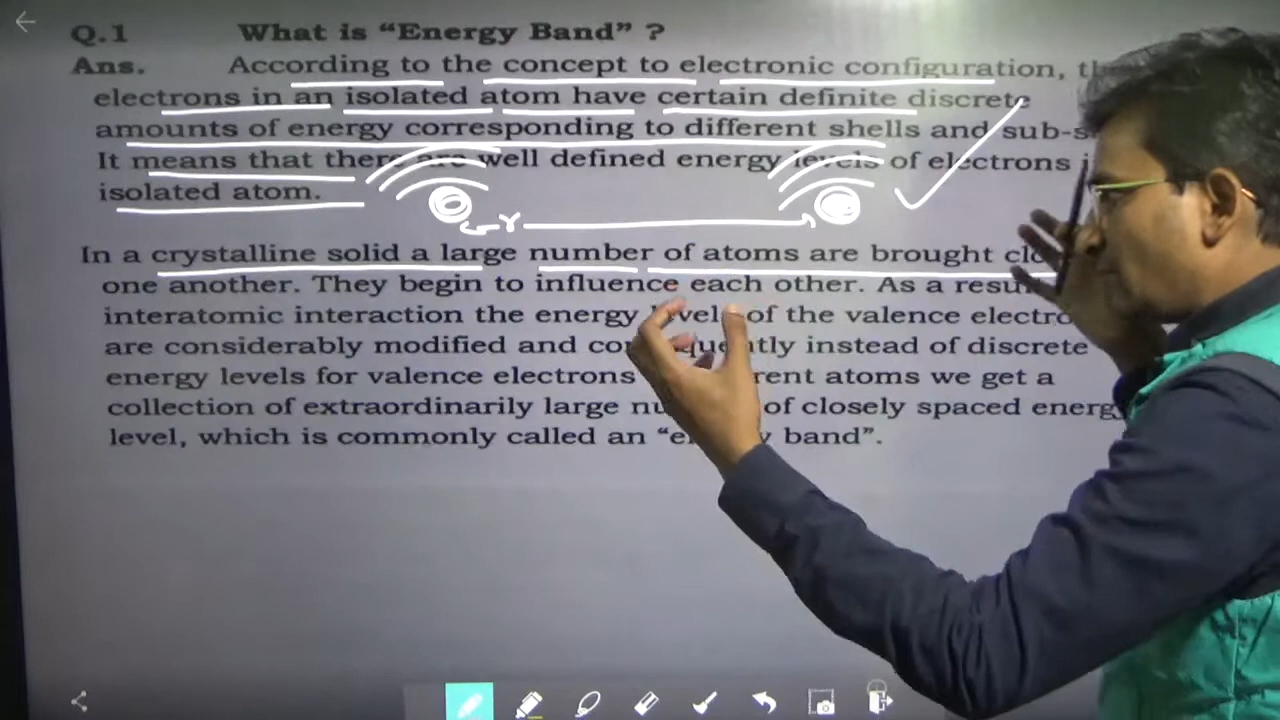 Q.1 What is “Energy Band” ?
Ans. According to the concept to electronic configuration,
electrons in an isolated atom have certain definite discrete
amounts of energy corresponding to different shells and
It means that there are well defined energy levels of electrons
isolated atom.
r
In a crystalline solid a large number of atoms are brought
one another. They begin to influence each other. As a
interatomic interaction the energy of the valence
are considerably modified and instead of discrete
energy levels for valence electrons atoms we get a
collection of extraordinarily large of closely spaced
level, which is commonly called an band”.